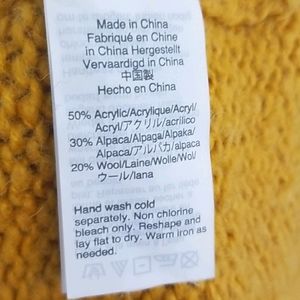 Made in China
Fabriqué en Chine
in China Hergestellt
Vervaardigd in China
中国製
Hecho en China
50% Acrylic/Acrylique/Acryl/
Acryl/アクリル/acrílico
30% Alpaca/Alpaga/Alpaka/
Alpaca/アルパカ/alpaca
20% Wool/Laine/Wolle/Wol/
ウール/lana
Hand wash cold
separately. Non chlorine
bleach only. Reshape and
lay flat to dry. Warm iron as
needed.